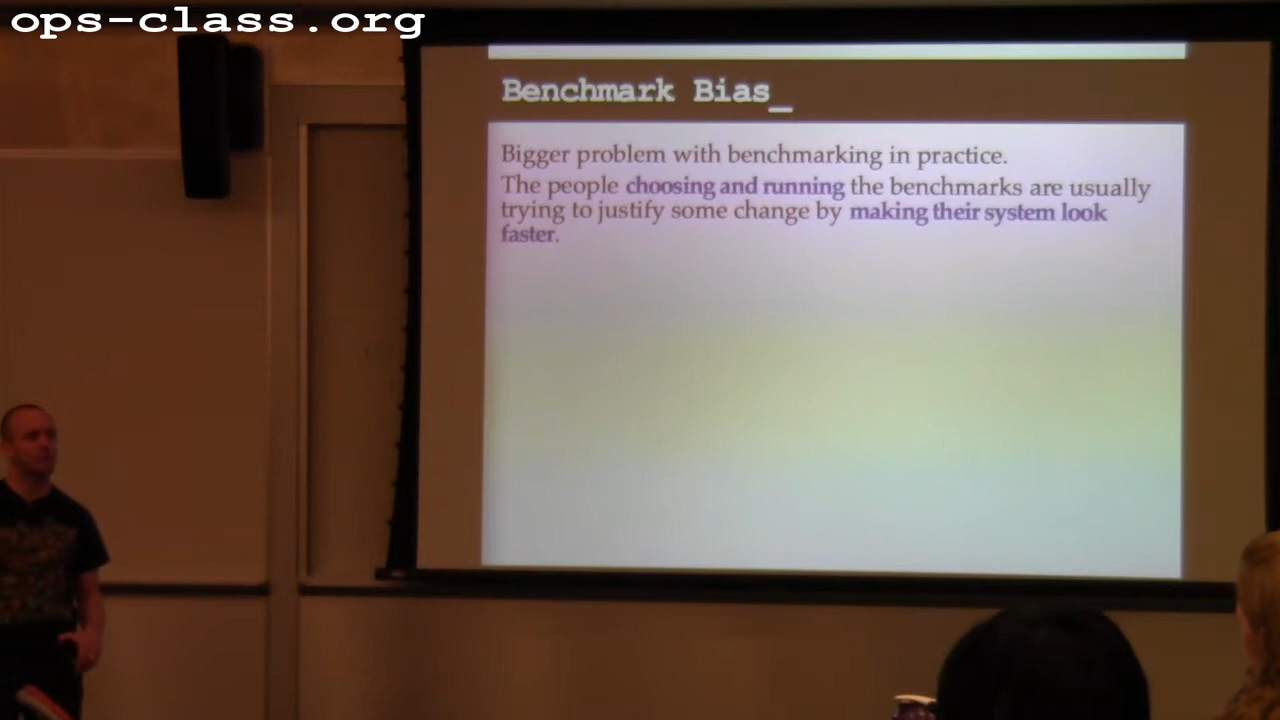 ops-class.org
Benchmark Bias_
Bigger problem with benchmarking in practice.
The people choosing and running the benchmarks are usually
trying to justify some change by making their system look
faster.